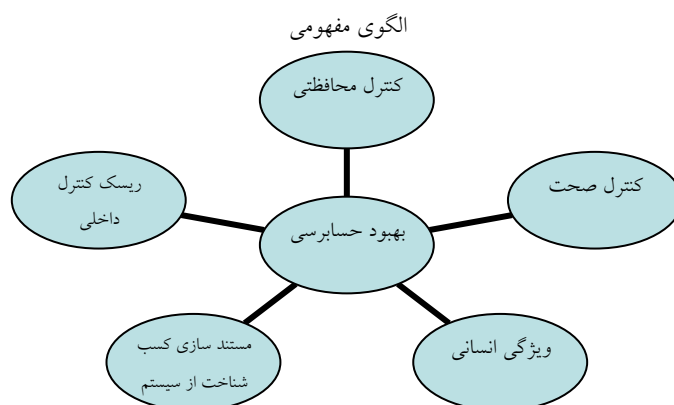 الگوی مفهومی
کنترل محافظتی
کنترل صحت
ریسک کنترل
داخلی
بهبود حسابرسی
ویژگی انسانی
مستند سازی کسب
شناخت از سیستم